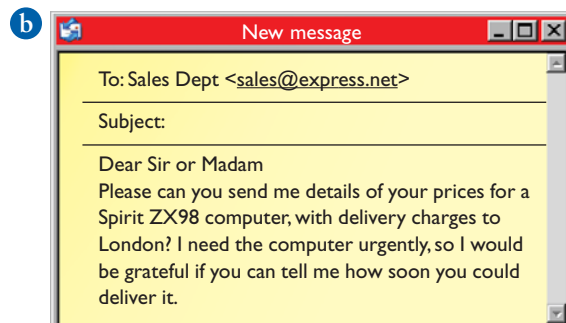 b
New message
To: Sales Dept <sales@express.net>
Subject:
Dear Sir or Madam
Please can you send me details of your prices for a
Spirit ZX98 computer, with delivery charges to
London? I need the computer urgently, so I would
be grateful if you can tell me how soon you could
deliver it.